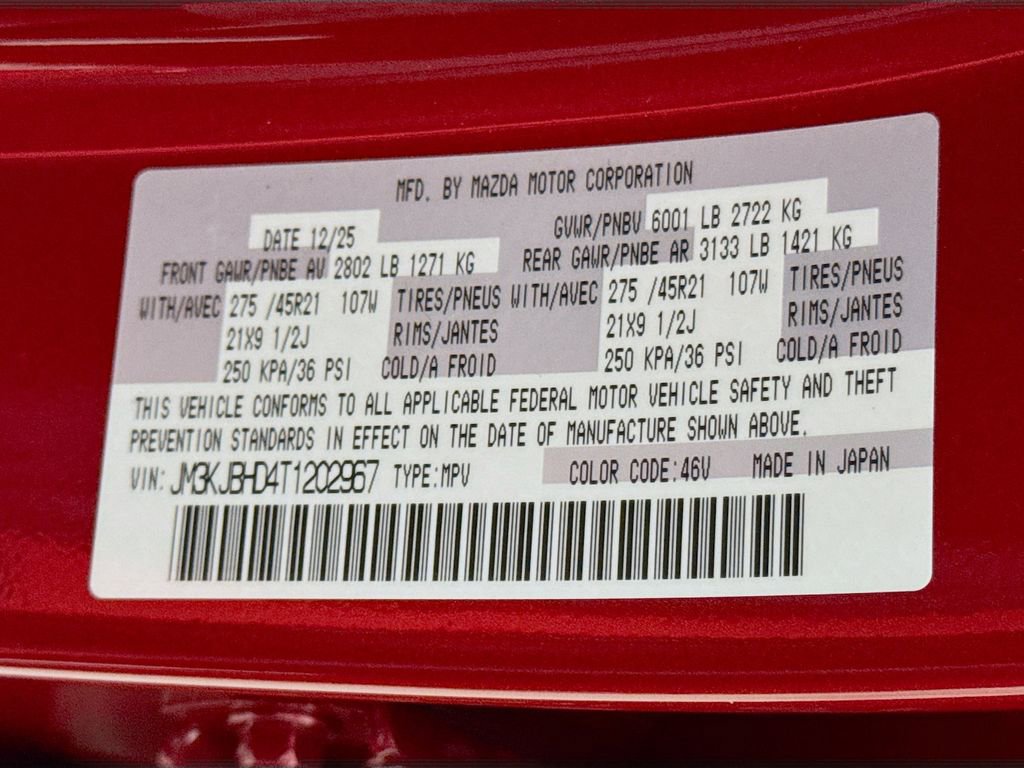 MFD. BY MAZDA MOTOR CORPORATION
DATE 12/25 GVWR/PNBV 6001 LB 2722 KG
FRONT GAWR/PNBE AV 2802 LB 1271 KG REAR GAWR/PNBE AR 3133 LB 1421 KG
WITH/AVEC 275 /45R21 107W TIRES/PNEUS WITH/AVEC 275 /45R21 107W TIRES/PNEUS
21X9 1/2J RIMS/JANTES 21X9 1/2J RIMS/JANTES
250 KPA/36 PSI COLD/A FROID 250 KPA/36 PSI COLD/A FROID
THIS VEHICLE CONFORMS TO ALL APPLICABLE FEDERAL MOTOR VEHICLE SAFETY AND THEFT
PREVENTION STANDARDS IN EFFECT ON THE DATE OF MANUFACTURE SHOWN ABOVE.
VIN: JM3KJBHD4T1202967 TYPE:MPV COLOR CODE:46V MADE IN JAPAN